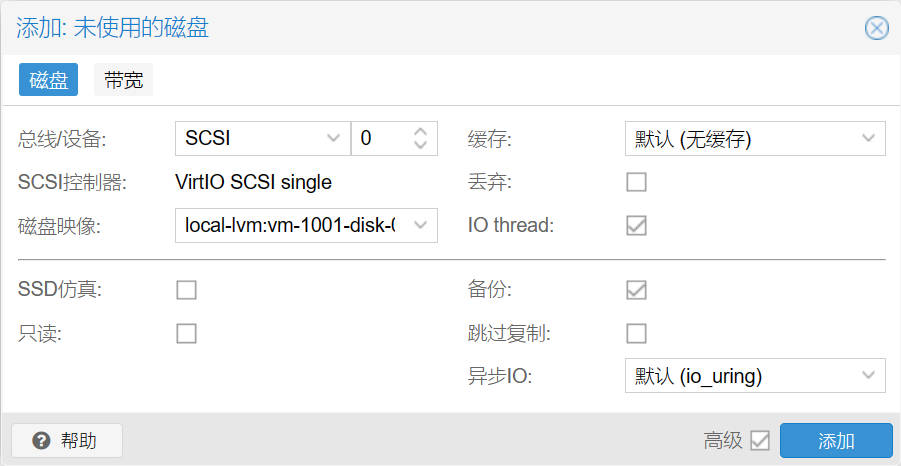 添加: 未使用的磁盘
磁盘 带宽
总线/设备: SCSI 0 缓存: 默认 (无缓存)
SCSI控制器: VirtIO SCSI single 丢弃:
磁盘映像: local-lvm:vm-1001-disk-0 IO thread:
SSD仿真: 备份:
只读: 跳过复制:
异步IO: 默认 (io_uring)
帮助 高级 添加